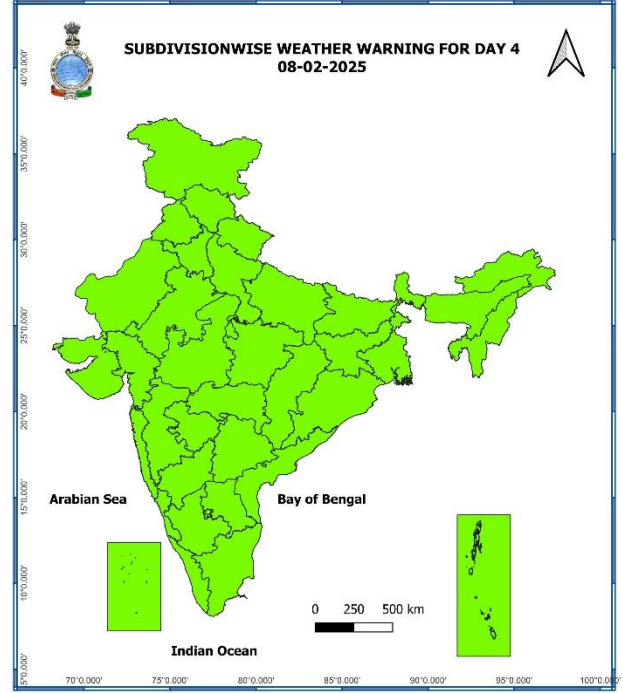 SUBDIVISIONWISE WEATHER WARNING FOR DAY 4
08-02-2025
40°0.000'
35°0.000'
30°0.000'
25°0.000'
20°0.000'
15°0.000'
10°0.000'
5°0.000'
Arabian Sea
Bay of Bengal
0 250 500 km
Indian Ocean
70°0.000' 75°0.000' 80°0.000' 85°0.000' 90°0.000' 95°0.000' 100°0.000'